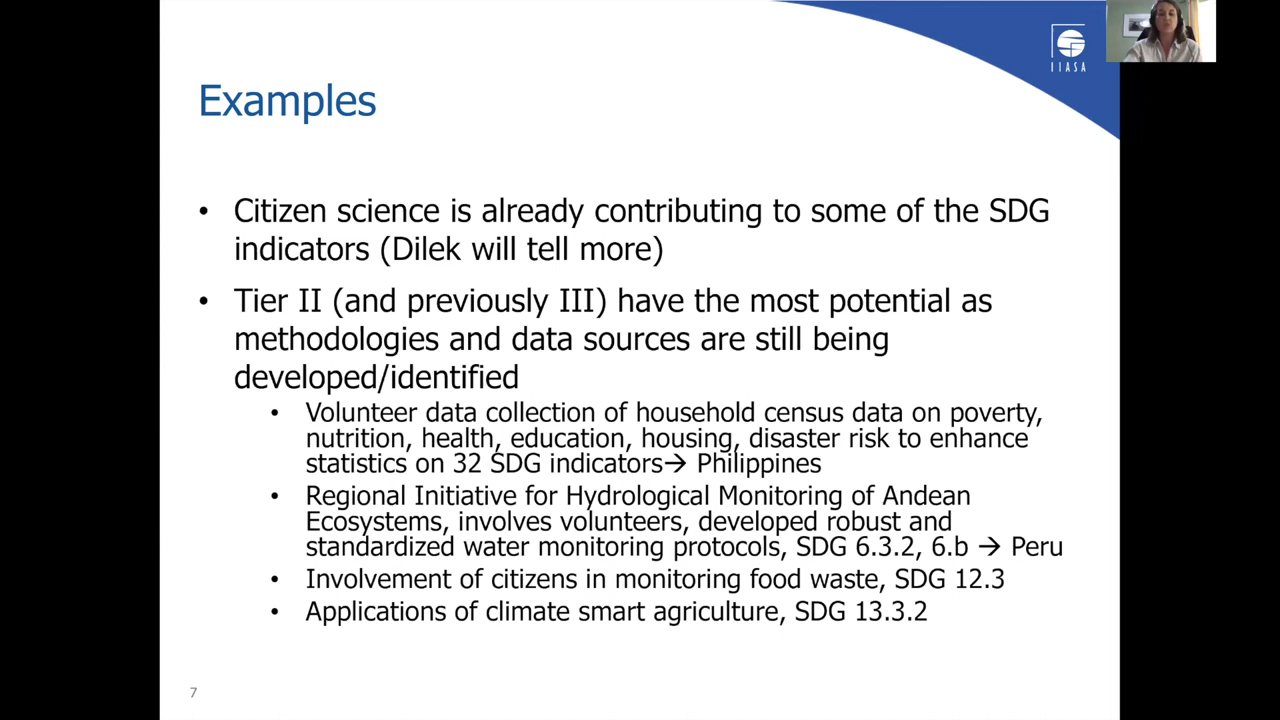 IIASA
Examples
• Citizen science is already contributing to some of the SDG
indicators (Dilek will tell more)
• Tier II (and previously III) have the most potential as
methodologies and data sources are still being
developed/identified
• Volunteer data collection of household census data on poverty,
nutrition, health, education, housing, disaster risk to enhance
statistics on 32 SDG indicators→ Philippines
• Regional Initiative for Hydrological Monitoring of Andean
Ecosystems, involves volunteers, developed robust and
standardized water monitoring protocols, SDG 6.3.2, 6.b → Peru
• Involvement of citizens in monitoring food waste, SDG 12.3
• Applications of climate smart agriculture, SDG 13.3.2
7